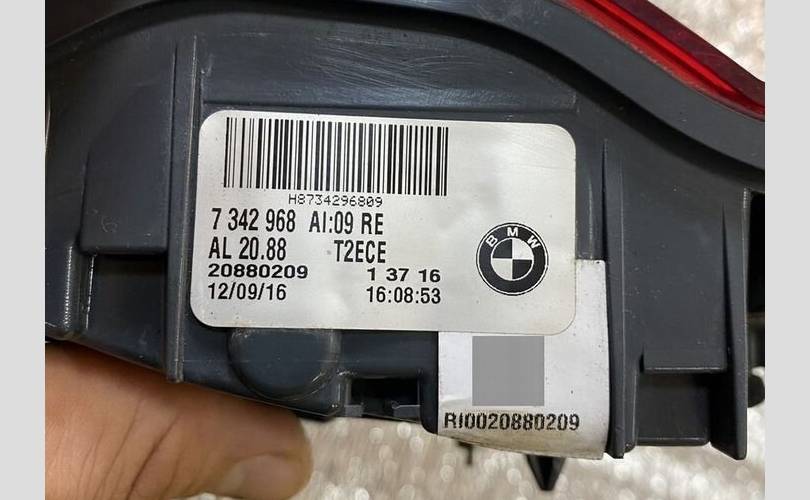 H8734296809
7 342 968 AI:09 RE
AL 20.88 T2ECE
20880209 1 37 16
12/09/16 16:08:53
BMW
RI0020880209